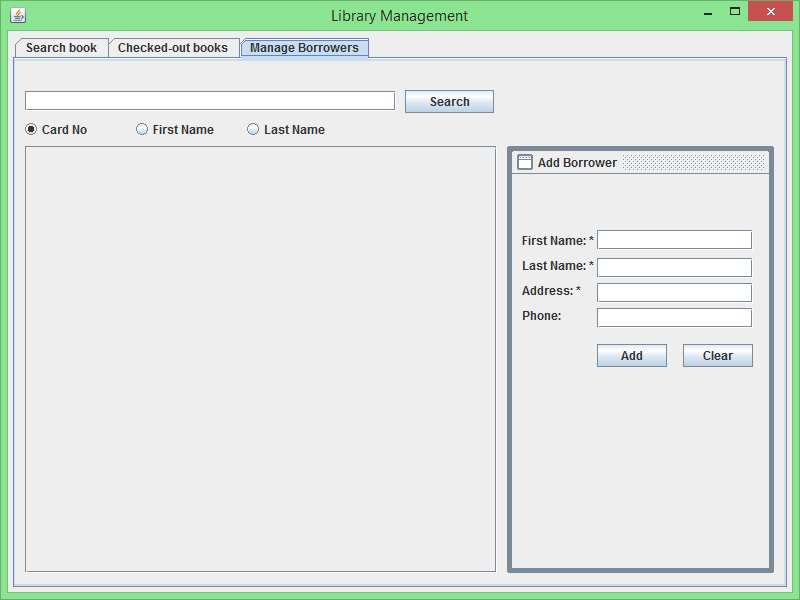 Library Management
Search book Checked-out books Manage Borrowers
Search
Card No First Name Last Name
Add Borrower
First Name: *
Last Name: *
Address: *
Phone:
Add Clear